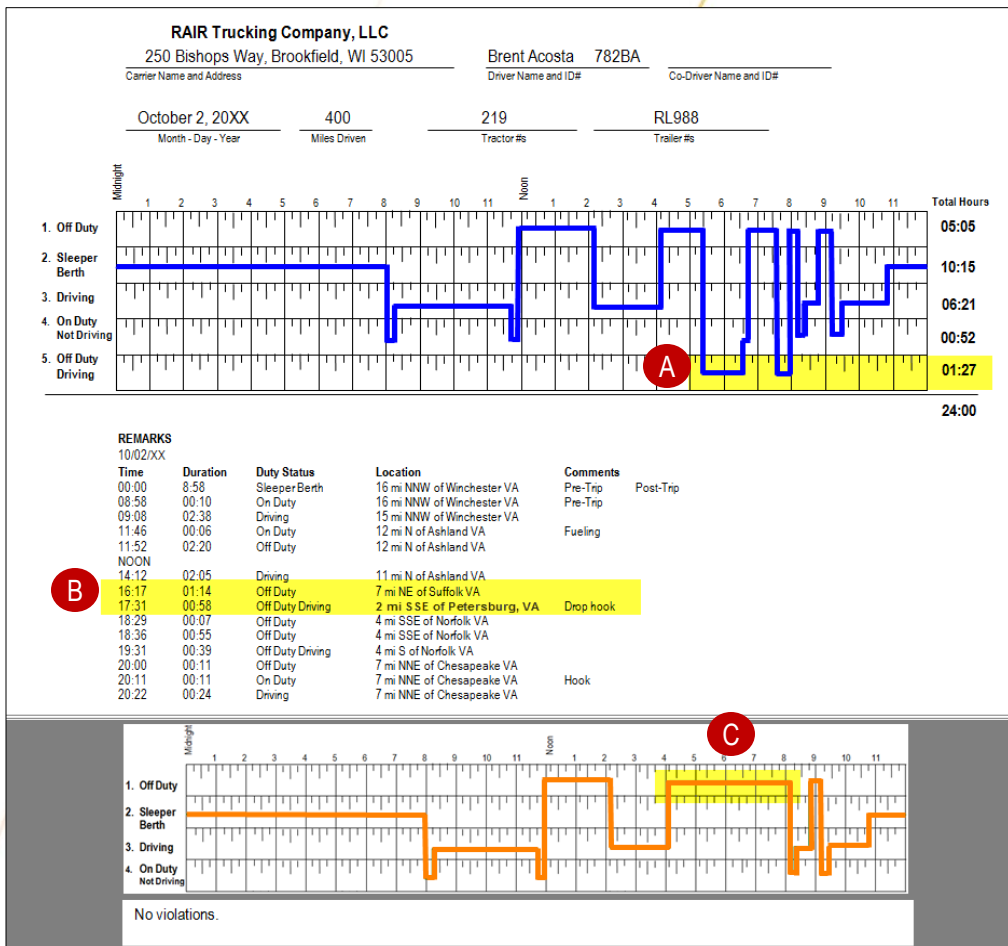 RAIR Trucking Company, LLC
250 Bishops Way, Brookfield, WI 53005 Brent Acosta 782BA
Carrier Name and Address Driver Name and ID# Co-Driver Name and ID#
October 2, 20XX 400 219 RL988
Month - Day - Year Miles Driven Tractor #s Trailer #s
Midnight Noon
1 2 3 4 5 6 7 8 9 10 11 1 2 3 4 5 6 7 8 9 10 11 Total Hours
1. Off Duty 05:05
2. Sleeper Berth 10:15
3. Driving 06:21
4. On Duty Not Driving 00:52
5. Off Duty Driving A 01:27
24:00
REMARKS
10/02/XX
Time Duration Duty Status Location Comments
00:00 8:58 Sleeper Berth 16 mi NNW of Winchester VA Pre-Trip Post-Trip
08:58 00:10 On Duty 16 mi NNW of Winchester VA Pre-Trip
09:08 02:38 Driving 15 mi NNW of Winchester VA
11:46 00:06 On Duty 12 mi N of Ashland VA Fueling
11:52 02:20 Off Duty 12 mi N of Ashland VA
NOON
14:12 02:05 Driving 11 mi N of Ashland VA
B 16:17 01:14 Off Duty 7 mi NE of Suffolk VA
17:31 00:58 Off Duty Driving 2 mi SSE of Petersburg, VA Drop hook
18:29 00:07 Off Duty 4 mi SSE of Norfolk VA
18:36 00:55 Off Duty 4 mi SSE of Norfolk VA
19:31 00:39 Off Duty Driving 4 mi S of Norfolk VA
20:00 00:11 Off Duty 7 mi NNE of Chesapeake VA
20:11 00:11 On Duty 7 mi NNE of Chesapeake VA Hook
20:22 00:24 Driving 7 mi NNE of Chesapeake VA
Midnight Noon C
1 2 3 4 5 6 7 8 9 10 11 1 2 3 4 5 6 7 8 9 10 11
1. Off Duty
2. Sleeper Berth
3. Driving
4. On Duty Not Driving
No violations.